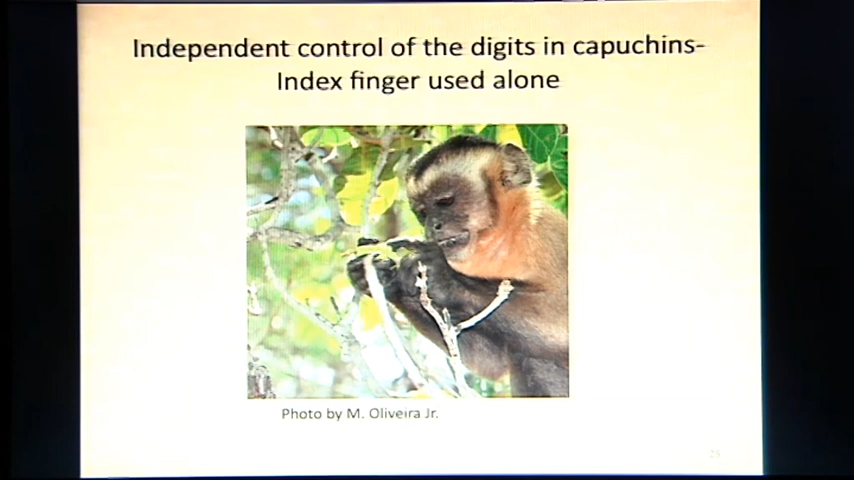 Independent control of the digits in capuchins-
Index finger used alone
Photo by M. Oliveira Jr.